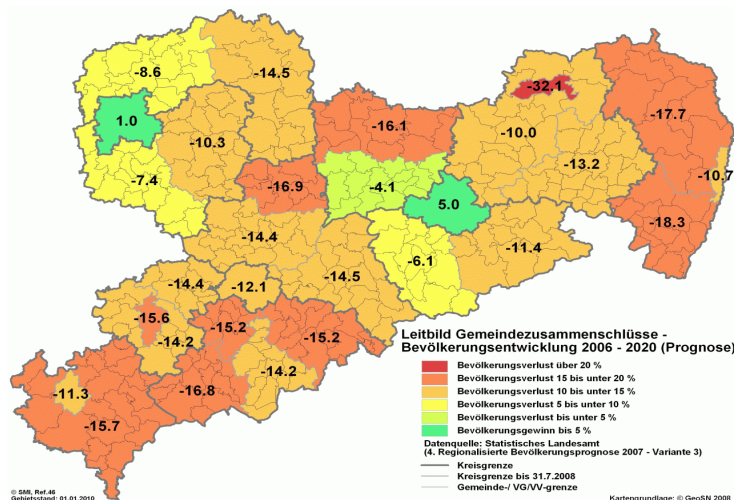 -8.6
-14.5
1.0
-10.3
-7.4
-16.9
-16.1
-4.1
5.0
-32.1
-10.0
-13.2
-17.7
-10.7
-18.3
-14.4
-14.5
-6.1
-11.4
-14.4
-12.1
-15.6
-14.2
-15.2
-15.2
-14.2
-16.8
-11.3
-15.7
Leitbild Gemeindezusammenschlüsse -
Bevölkerungsentwicklung 2006 - 2020 (Prognose)
Bevölkerungsverlust über 20 %
Bevölkerungsverlust 15 bis unter 20 %
Bevölkerungsverlust 10 bis unter 15 %
Bevölkerungsverlust 5 bis unter 10 %
Bevölkerungsverlust bis unter 5 %
Bevölkerungsgewinn bis 5 %
Datenquelle: Statistisches Landesamt
(4. Regionalisierte Bevölkerungsprognose 2007 - Variante 3)
Kreisgrenze
Kreisgrenze bis 31.7.2008
Gemeinde-/ VG/VV-grenze
© SMI, Ref.46
Gebietsstand: 01.01.2010
Kartengrundlage: © GeoSN 2008